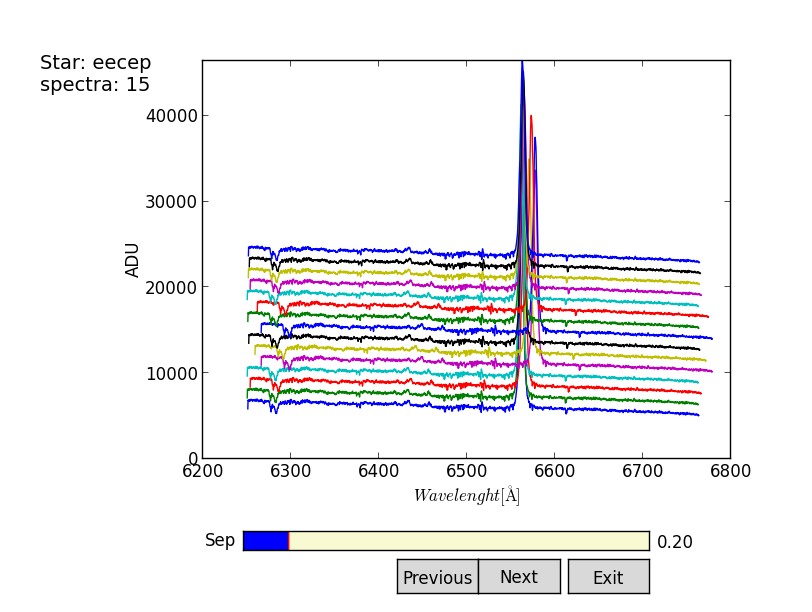 Star: eecep
spectra: 15
40000
30000
20000
10000
0
ADU
6200 6300 6400 6500 6600 6700 6800
Wavelenght[Å]
Sep 0.20
Previous Next Exit